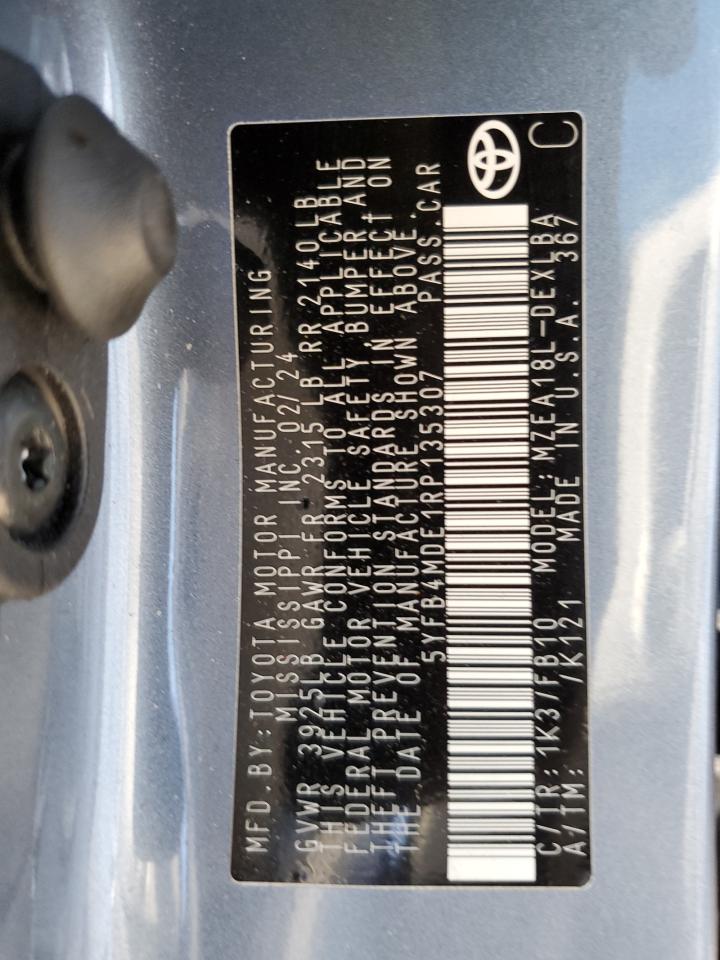 MFD.BY:TOYOTA MOTOR MANUFACTURING
MISSISSIPPI INC.02/24
GVWR 3925LB GAWR FR 2315 LB RR 2140LB
THIS VEHICLE CONFORMS TO ALL APPLICABLE
FEDERAL MOTOR VEHICLE SAFETY BUMPER AND
THEFT PREVENTION STANDARDS IN EFFECT ON
THE DATE OF MANUFACTURE SHOWN ABOVE.
5YFB4MDE1RP135307 PASS.CAR
C/TR: 1K3 /FB10 MODEL: MZEA18L-DEXLBA
A/TM: /K121 MADE IN U.S.A. 367
C